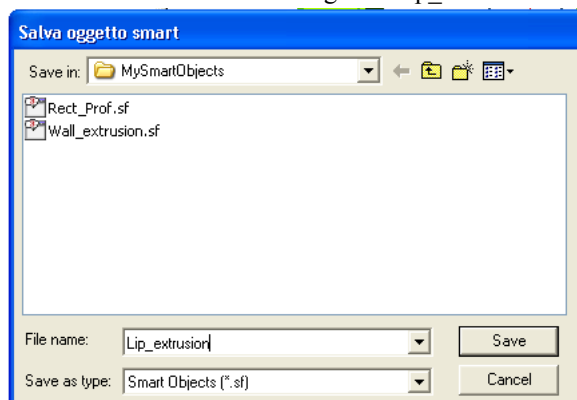 Salva oggetto smart
Save in: MySmartObjects
Rect_Prof.sf
Wall_extrusion.sf
File name: Lip_extrusion Save
Save as type: Smart Objects (*.sf) Cancel